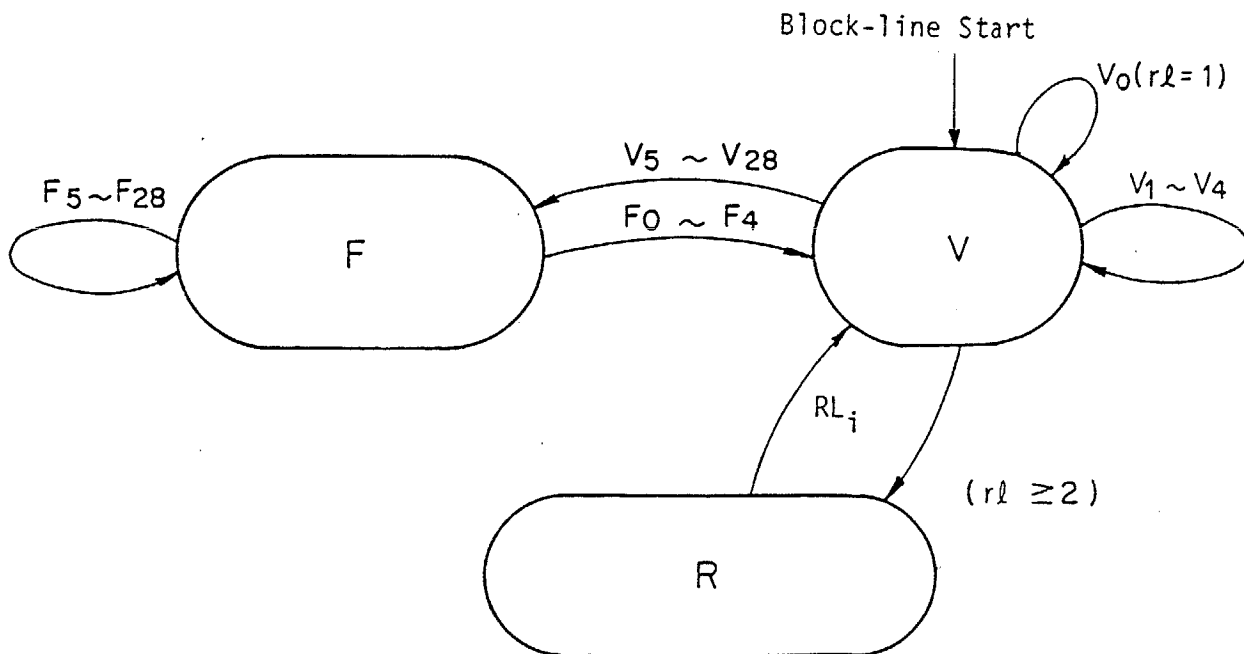 Block-line Start
V0(rℓ=1)
V5 ~ V28
F5~F28
V1 ~ V4
F0 ~ F4
F
V
RLi
(rℓ ≧2)
R